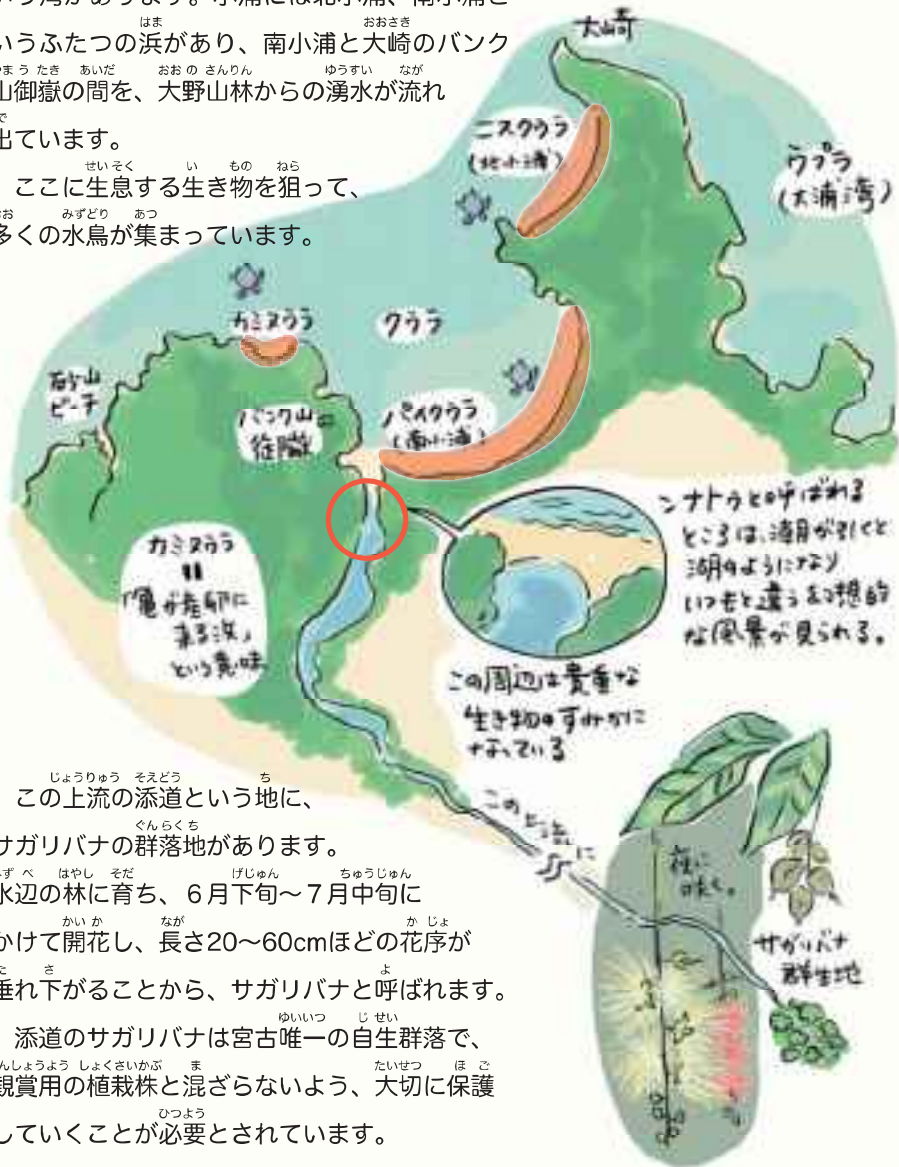 いうふたつの浜があり、南小浦と大崎のバンク
山御嶽の間を、大野山林からの湧水が流れ
出ています。
ここに生息する生き物を狙って、
多くの水鳥が集まっています。
大崎
ニスクウラ
(北小浦)
ウプラ
(大浦湾)
カミヌウラ
クウラ
砂山
ビーチ
バンク山
パイクウラ
(南小浦)
ンナトゥと呼ばれる
ところは、潮が引くと
湖のようになり
いつもと違う幻想的
な風景が見られる。
カミヌウラ
=
「亀が産卵に
来る浜」
という意味
この周辺は貴重な
生き物のすみかに
なっている
この上流の添道という地に、
サガリバナの群落地があります。
水辺の林に育ち、6月下旬~7月中旬に
かけて開花し、長さ20~60cmほどの花序が
垂れ下がることから、サガリバナと呼ばれます。
添道のサガリバナは宮古唯一の自生群落で、
観賞用の植栽株と混ざらないよう、大切に保護
していくことが必要とされています。
この上流に
夜に
咲く。
サガリバナ
群生地